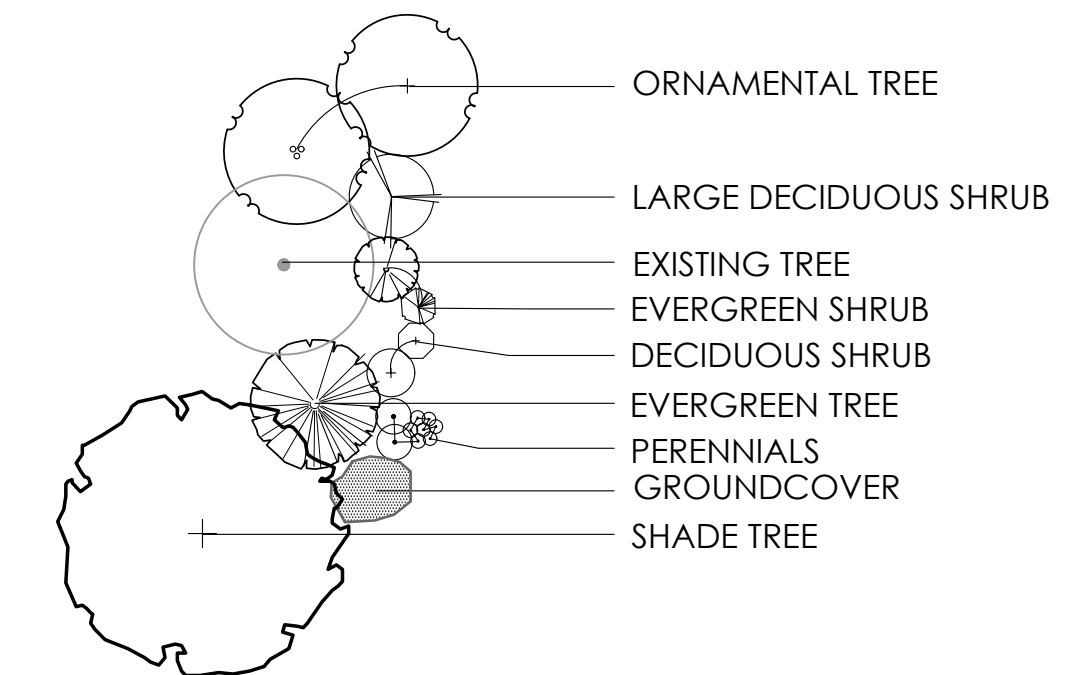 ORNAMENTAL TREE
LARGE DECIDUOUS SHRUB
EXISTING TREE
EVERGREEN SHRUB
DECIDUOUS SHRUB
EVERGREEN TREE
PERENNIALS
GROUNDCOVER
SHADE TREE